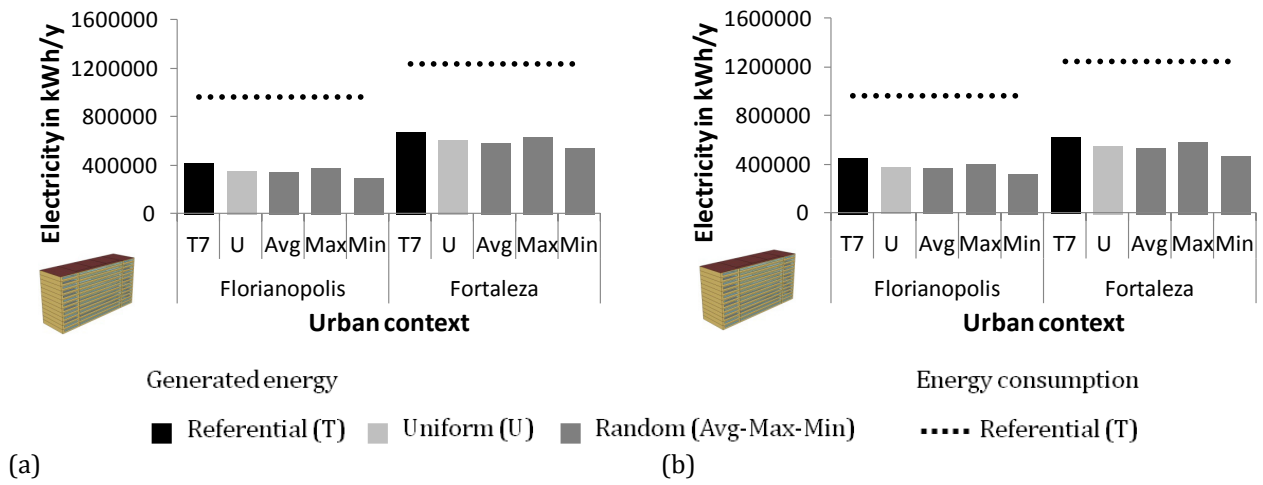 Electricity in kWh/y
1600000
1200000
800000
400000
0
T7 U Avg Max Min T7 U Avg Max Min
Florianopolis Fortaleza
Urban context
Electricity in kWh/y
1600000
1200000
800000
400000
0
T7 U Avg Max Min T7 U Avg Max Min
Florianopolis Fortaleza
Urban context
Generated energy Energy consumption
Referential (T) Uniform (U) Random (Avg-Max-Min) Referential (T)
(a) (b)